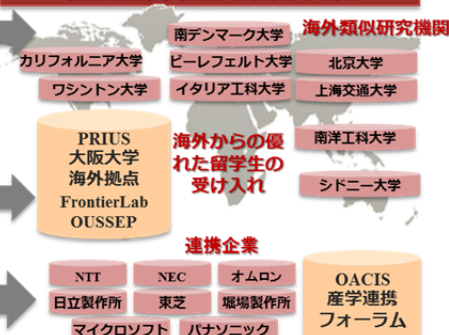 南デンマーク大学
海外類似研究機関
カリフォルニア大学
ビーレフェルト大学
北京大学
ワシントン大学
イタリア工科大学
上海交通大学
PRIUS
大阪大学
海外拠点
FrontierLab
OUSSEP
海外からの優
れた留学生の
受け入れ
南洋工科大学
シドニー大学
連携企業
NTT
NEC
オムロン
日立製作所
東芝
堀場製作所
マイクロソフト
パナソニック
OACIS
産学連携
フォーラム